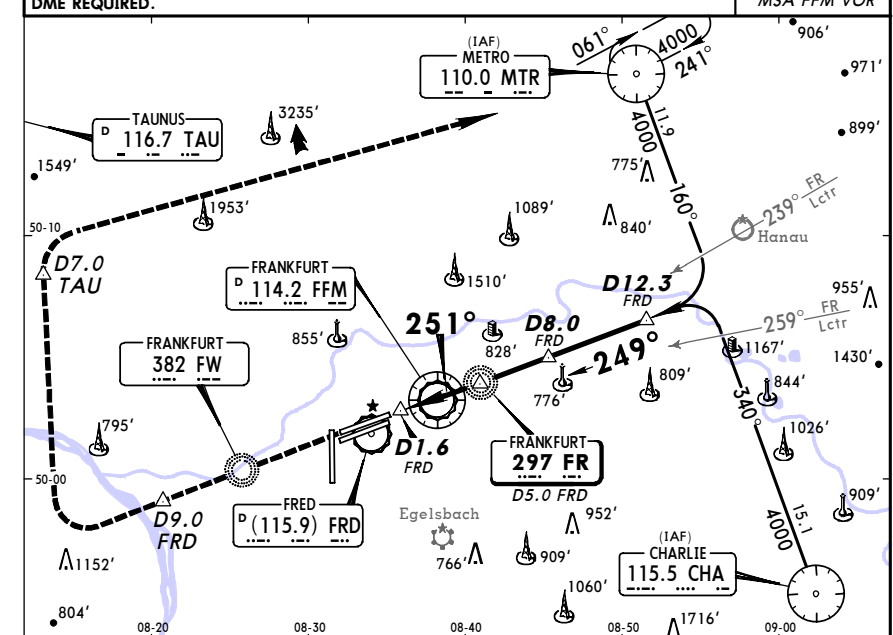 DME REQUIRED.
MSA FFM VOR
906'
(IAF)
METRO
110.0 MTR
061°
4000
241°
971'
TAUNUS
D 116.7 TAU
3235'
11.9
4000
899'
1549'
775'
160°
1953'
1089'
840'
239° FR
Lctr
50-10
Hanau
D7.0
TAU
FRANKFURT
D 114.2 FFM
1510'
D12.3
FRD
955'
855'
251°
D8.0
FRD
259° FR
Lctr
FRANKFURT
382 FW
828'
249°
1167'
1430'
776'
809'
844'
340°
795'
D1.6
FRD
FRANKFURT
297 FR
D5.0 FRD
1026'
50-00
D9.0
FRD
FRED
D (115.9) FRD
Egelsbach
952'
15.1
4000
909'
1152'
766'
909'
(IAF)
CHARLIE
115.5 CHA
804'
1060'
1716'
08-20
08-30
08-40
08-50
09-00